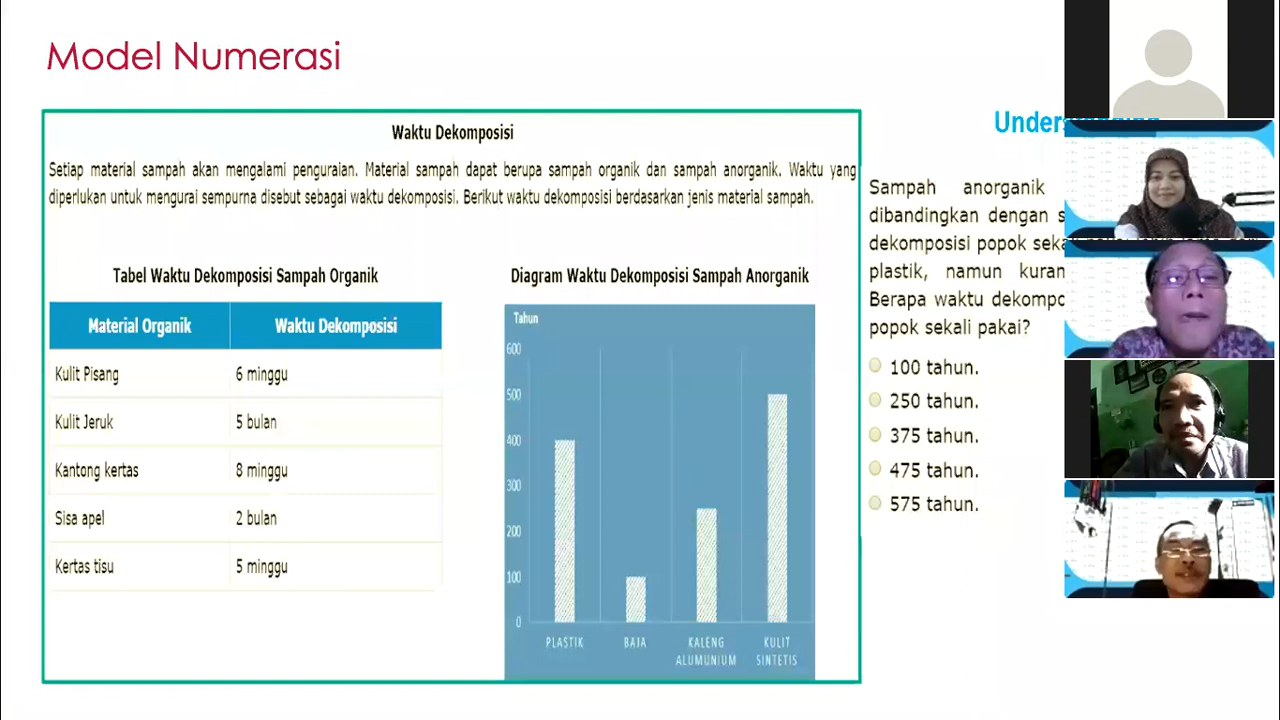 Model Numerasi
Waktu Dekomposisi
Setiap material sampah akan mengalami penguraian. Material sampah dapat berupa sampah organik dan sampah anorganik. Waktu yang
diperlukan untuk mengurai sempurna disebut sebagai waktu dekomposisi. Berikut waktu dekomposisi berdasarkan jenis material sampah.
Tabel Waktu Dekomposisi Sampah Organik
Material Organik Waktu Dekomposisi
Kulit Pisang 6 minggu
Kulit Jeruk 5 bulan
Kantong kertas 8 minggu
Sisa apel 2 bulan
Kertas tisu 5 minggu
Diagram Waktu Dekomposisi Sampah Anorganik
Tahun
600
500
400
300
200
100
0
PLASTIK BAJA KALENG KULIT
ALUMUNIUM SINTETIS
Sampah anorganik
dibandingkan dengan
dekomposisi popok
plastik, namun
Berapa waktu
popok sekali pakai?
100 tahun.
250 tahun.
375 tahun.
475 tahun.
575 tahun.